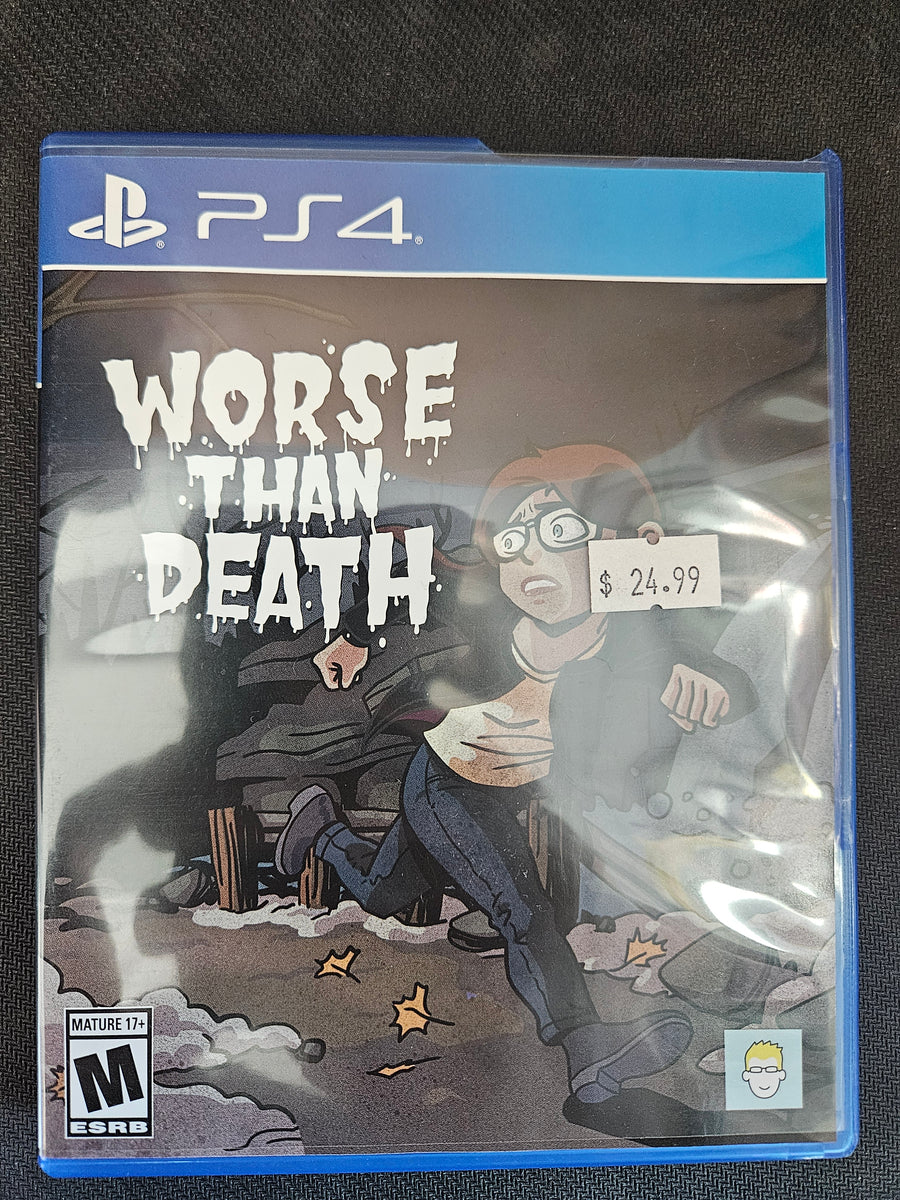 PS4
WORSE
THAN
DEATH
$ 24.99
MATURE 17+
M
ESRB